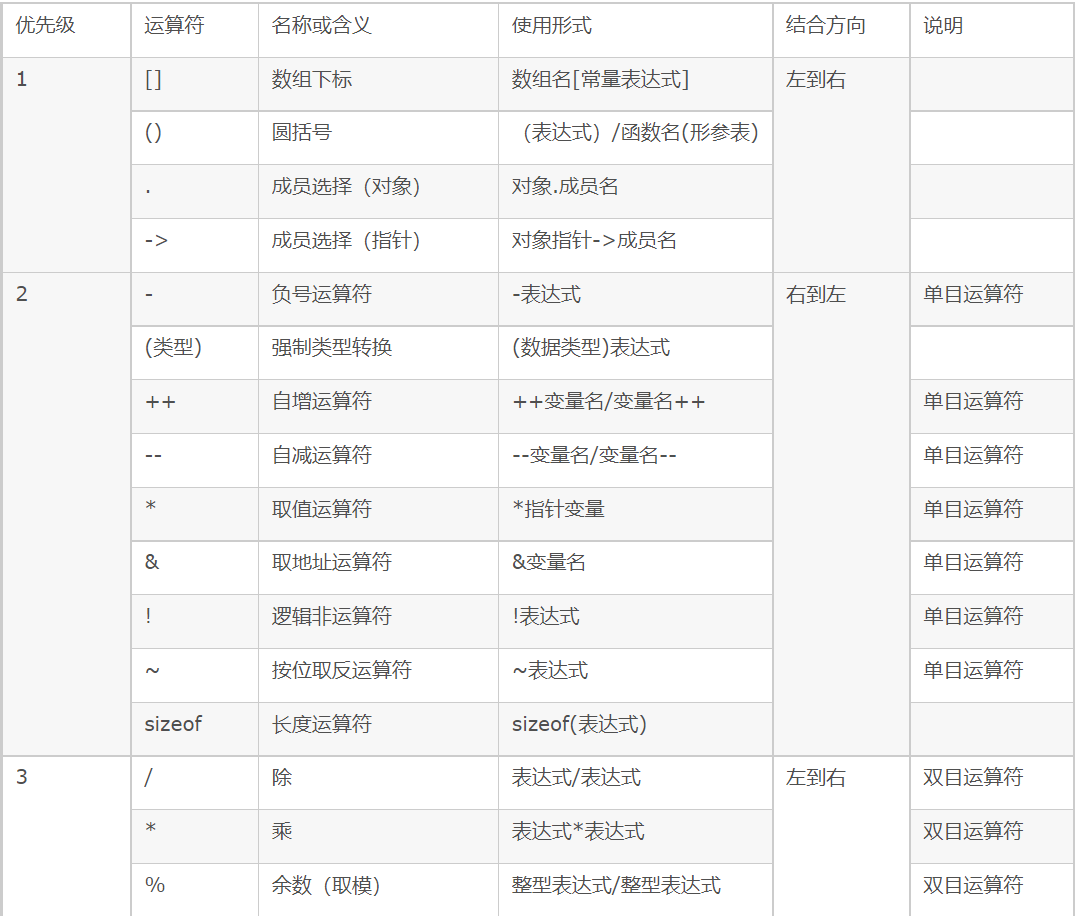 优先级 运算符 名称或含义 使用形式 结合方向 说明
1 [] 数组下标 数组名[常量表达式] 左到右
() 圆括号 （表达式）/函数名(形参表)
. 成员选择（对象） 对象.成员名
-> 成员选择（指针） 对象指针->成员名
2 - 负号运算符 -表达式 右到左 单目运算符
(类型) 强制类型转换 (数据类型)表达式
++ 自增运算符 ++变量名/变量名++ 单目运算符
-- 自减运算符 --变量名/变量名-- 单目运算符
* 取值运算符 *指针变量 单目运算符
& 取地址运算符 &变量名 单目运算符
! 逻辑非运算符 !表达式 单目运算符
~ 按位取反运算符 ~表达式 单目运算符
sizeof 长度运算符 sizeof(表达式)
3 / 除 表达式/表达式 左到右 双目运算符
* 乘 表达式*表达式 双目运算符
% 余数（取模） 整型表达式/整型表达式 双目运算符